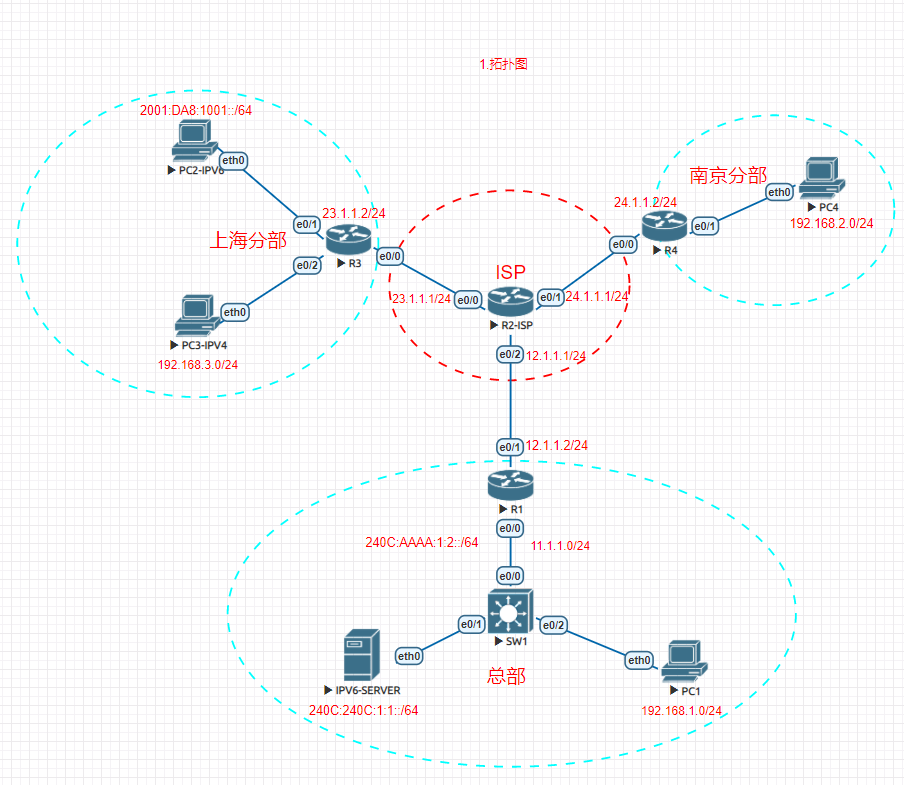 1.拓扑图
2001:DA8:1001::/64
eth0
PC2-IPV6
e0/1
23.1.1.2/24
上海分部
R3
e0/0
e0/2
eth0
PC3-IPV4
192.168.3.0/24
南京分部
eth0
PC4
192.168.2.0/24
24.1.1.2/24
e0/1
e0/0
R4
ISP
23.1.1.1/24
e0/0
e0/1
24.1.1.1/24
R2-ISP
e0/2
12.1.1.1/24
e0/1
12.1.1.2/24
R1
e0/0
240C:AAAA:1:2::/64
11.1.1.0/24
e0/0
e0/1
e0/2
SW1
eth0
eth0
总部
IPV6-SERVER
PC1
240C:240C:1:1::/64
192.168.1.0/24